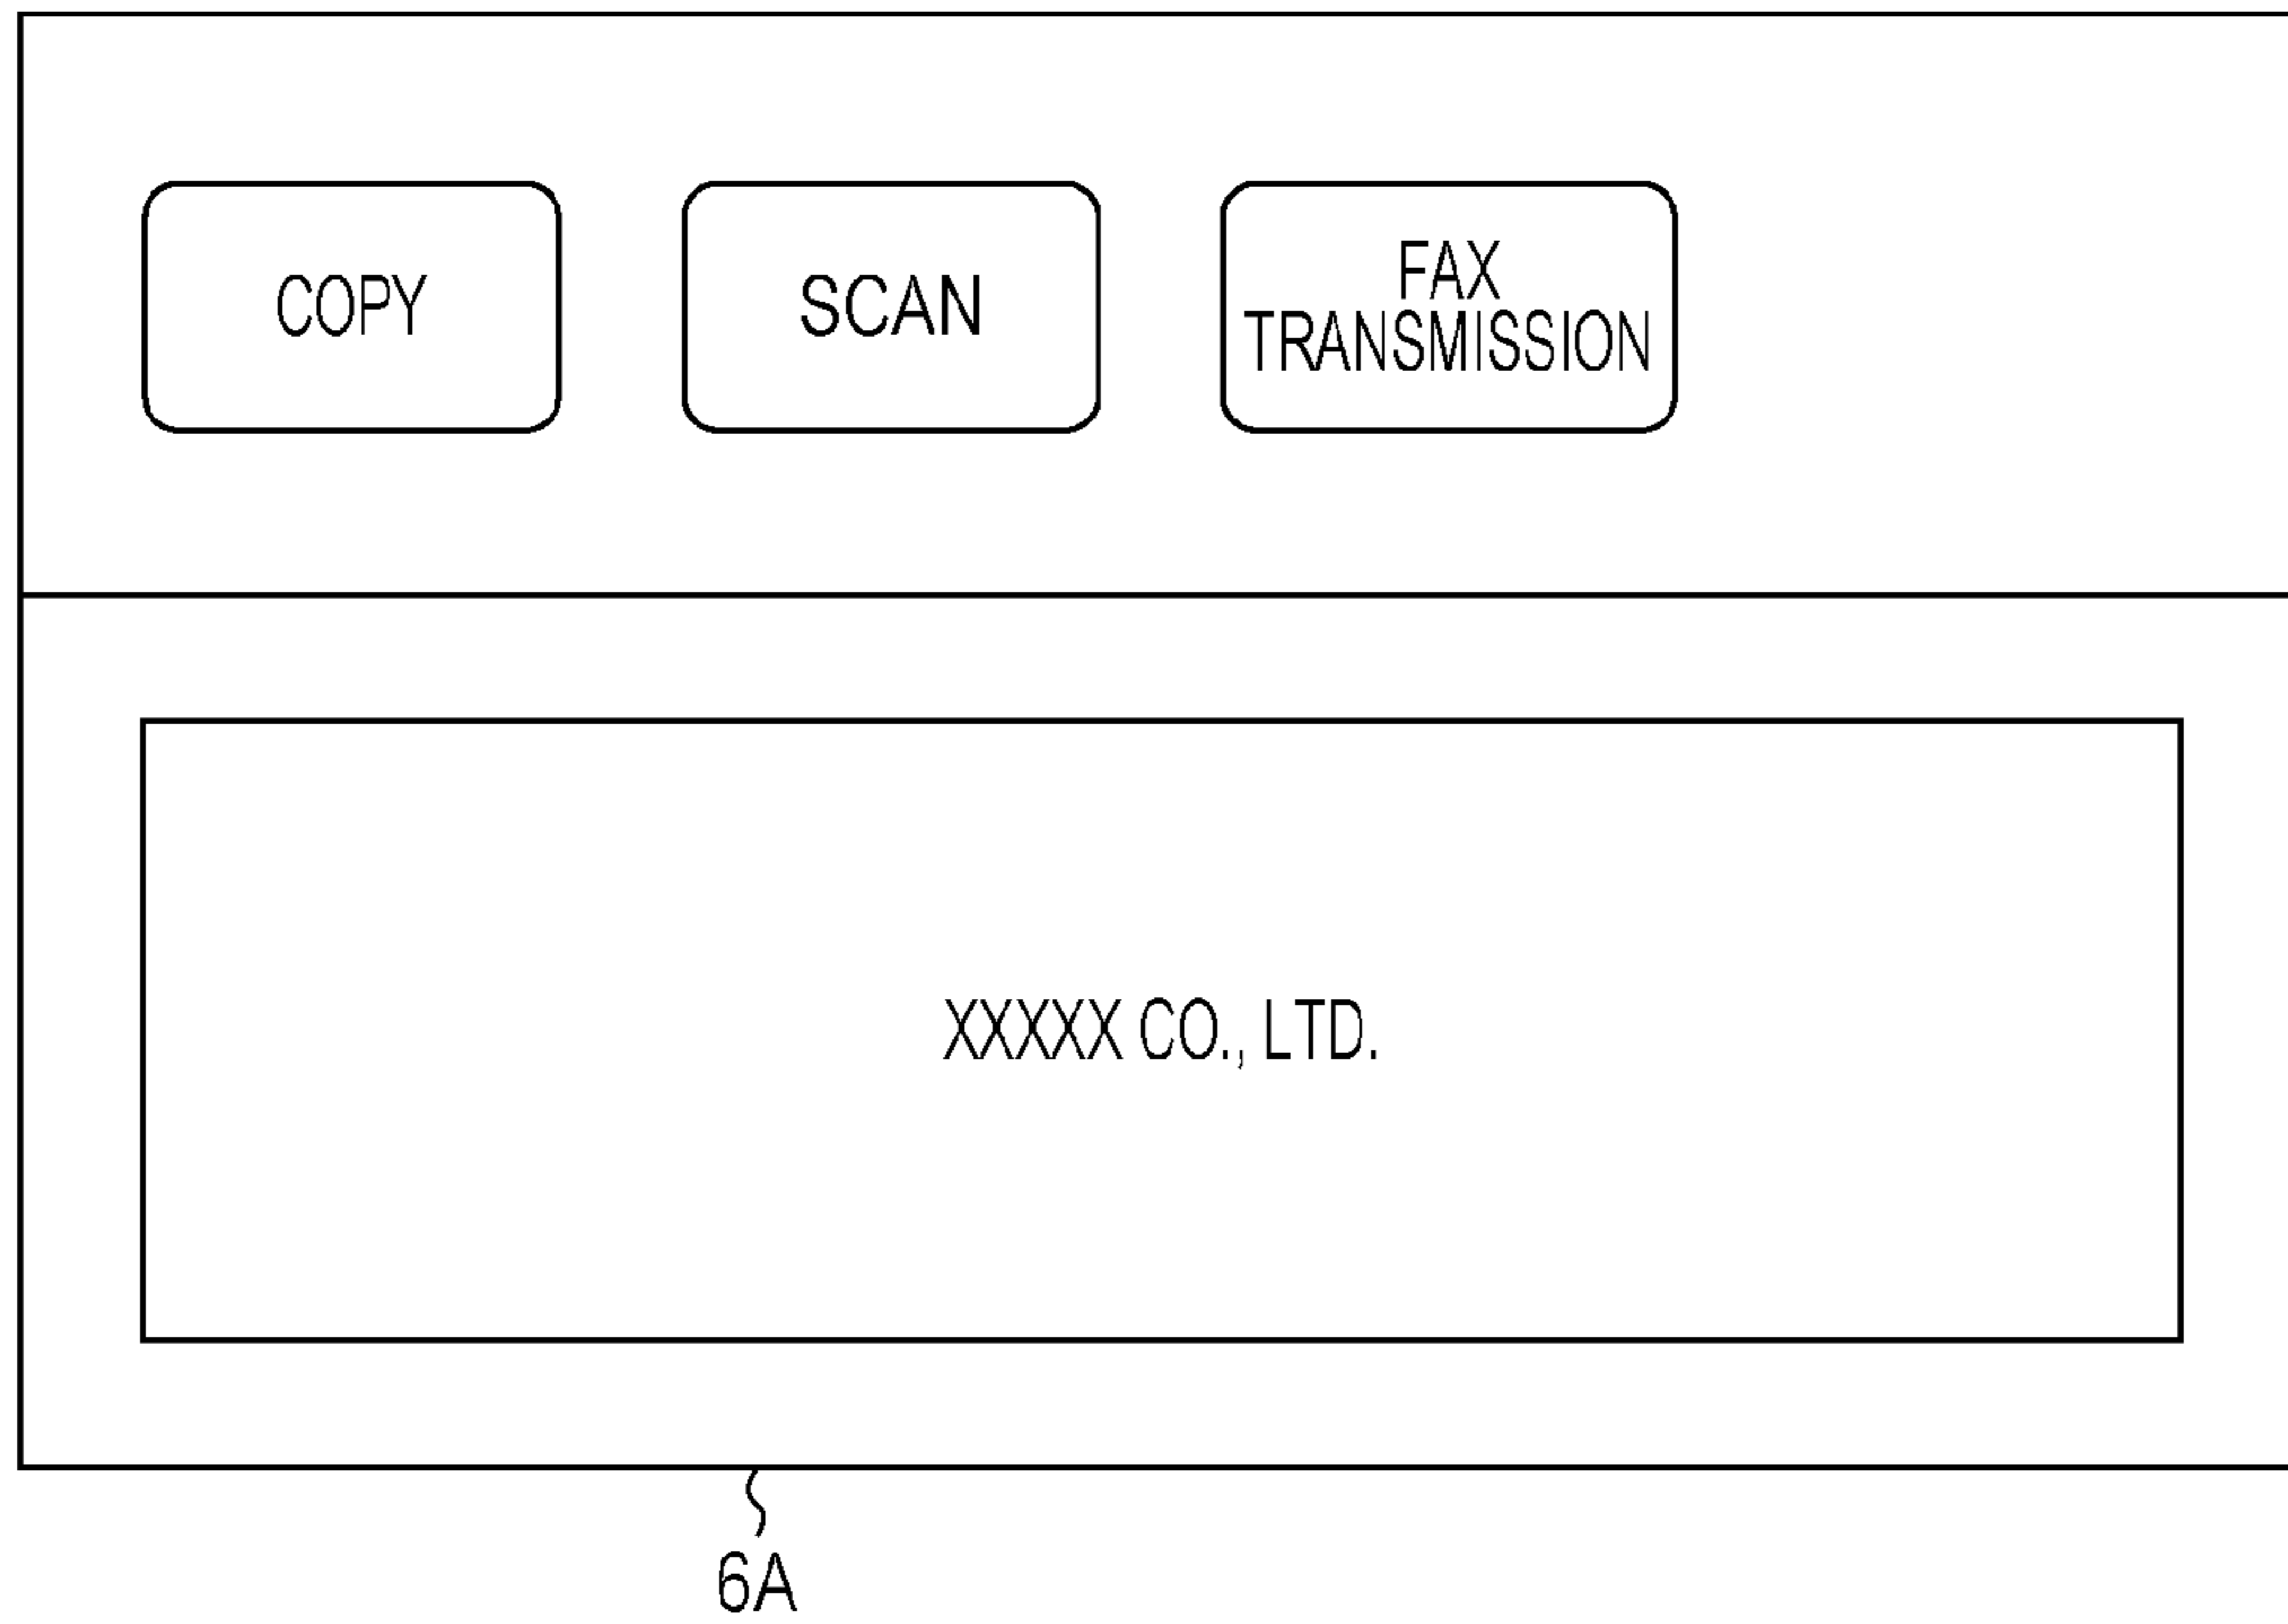 COPY
SCAN
FAX
TRANSMISSION
XXXXX CO., LTD.
6A